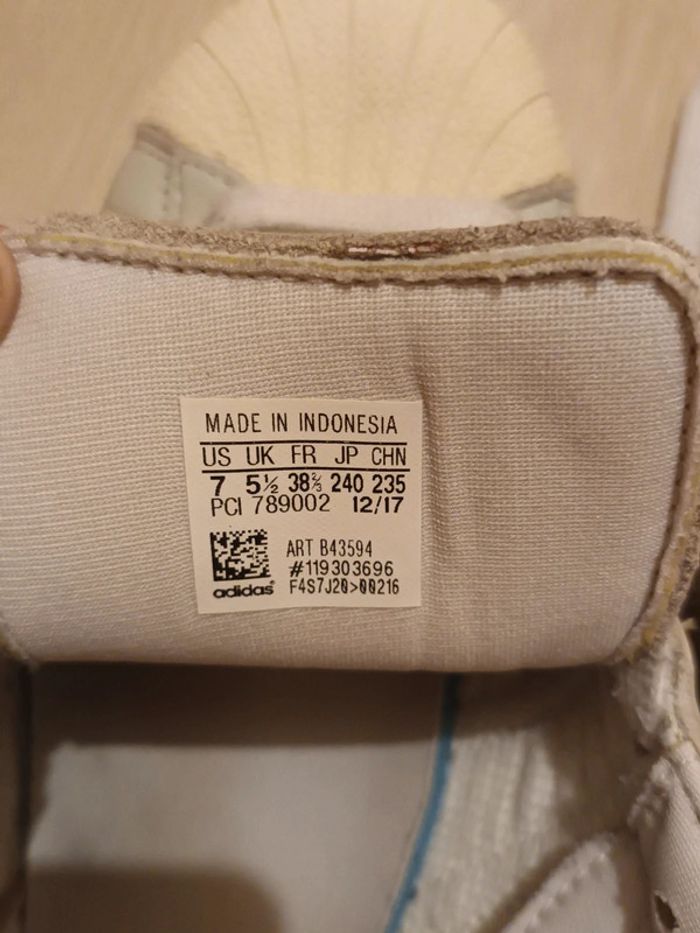 MADE IN INDONESIA
US UK FR JP CHN
7 5½ 38⅔ 240 235
PCI 789002 12/17
ART B43594
#119303696
adidas F4S7J20>00216